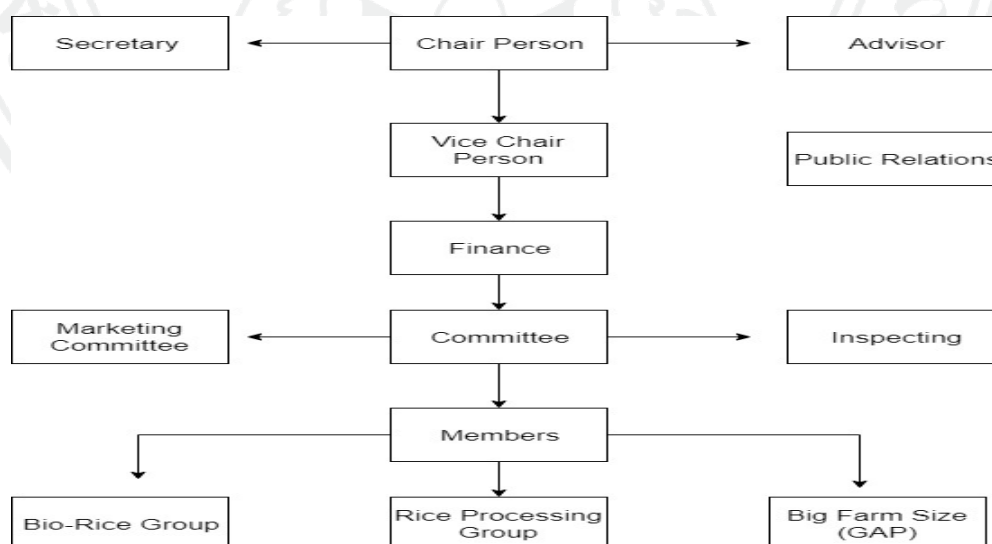 Secretary
Chair Person
Advisor
Vice Chair
Person
Public Relations
Finance
Marketing
Committee
Committee
Inspecting
Members
Bio-Rice Group
Rice Processing
Group
Big Farm Size
(GAP)